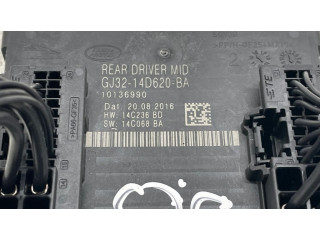 REAR DRIVER MID
GJ32-14D620-BA
10136990
Dat: 20.08.2016
HW: 14C236 BD
SW: 14C068 BA